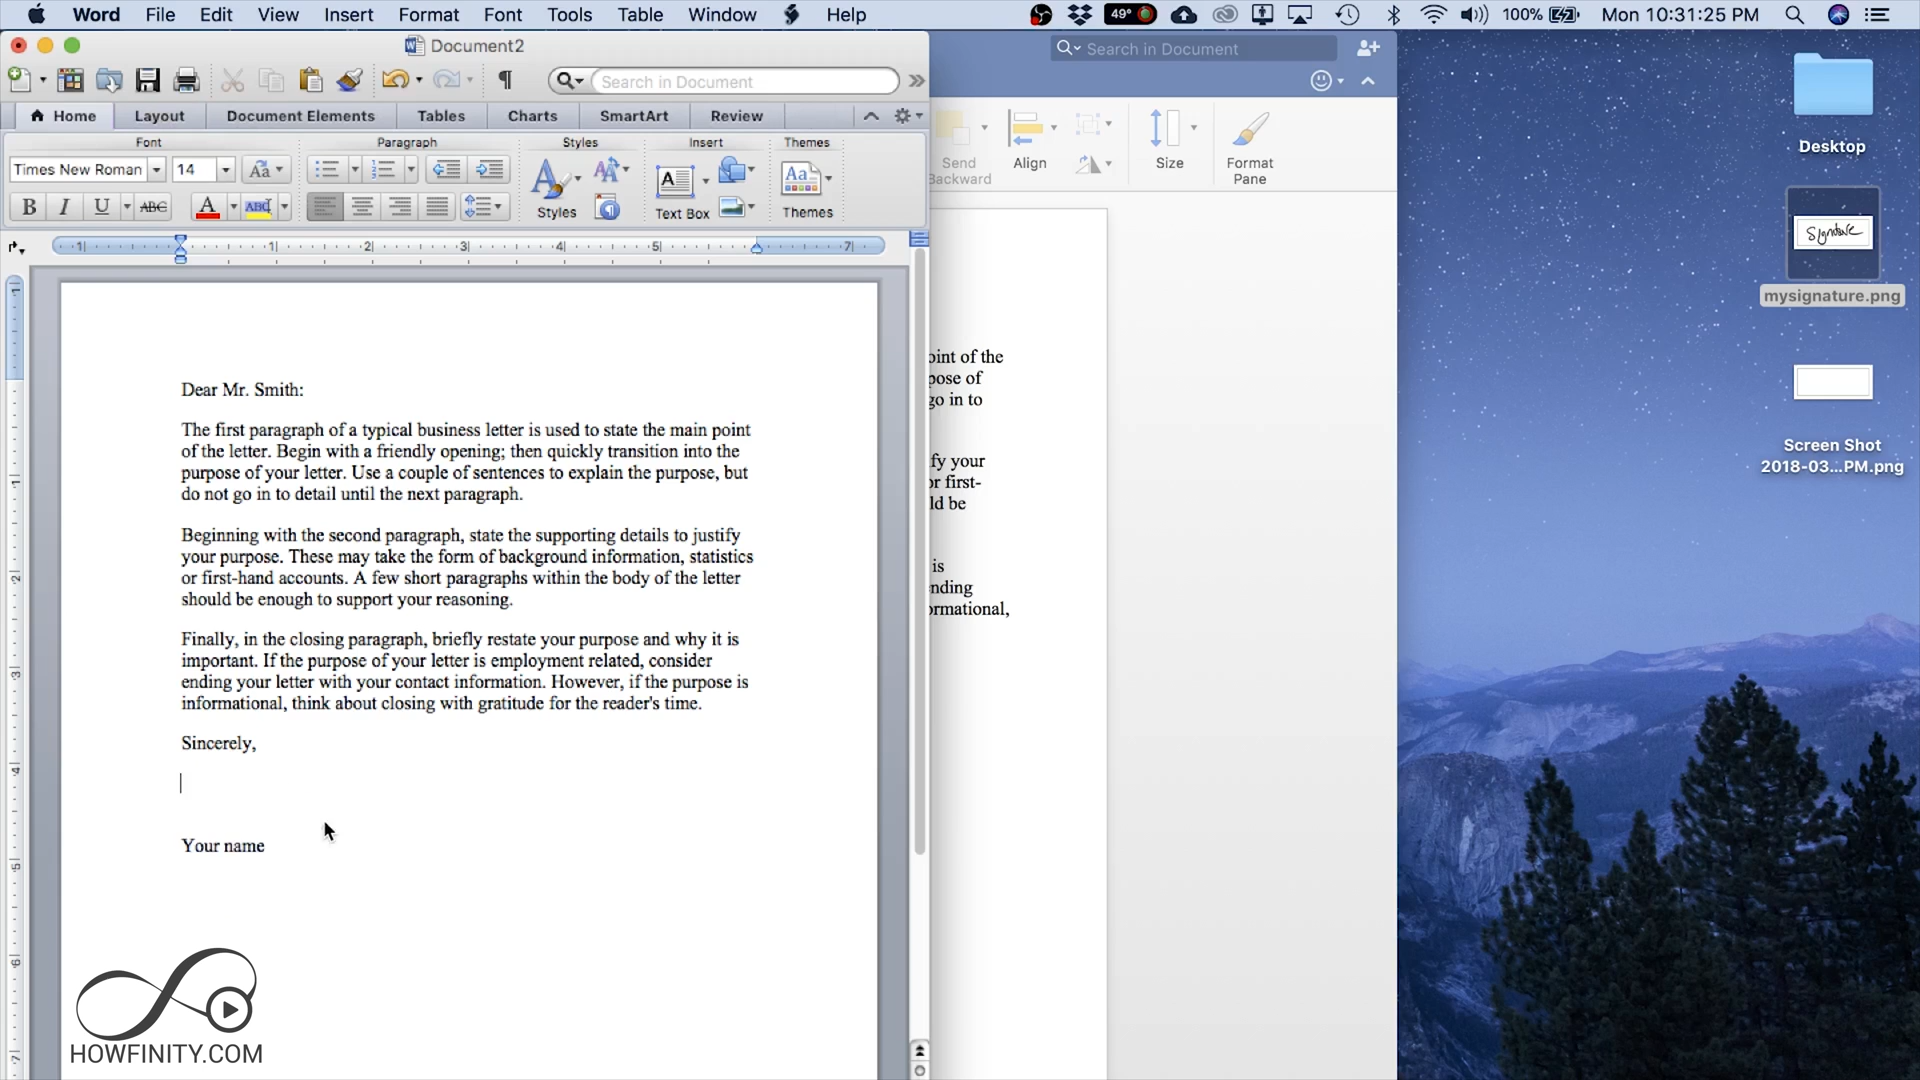 Word File Edit View Insert Format Font Tools Table Window Help 49° 100% Mon 10:31:25 PM
Document2
Search in Document
Search in Document
Home Layout Document Elements Tables Charts SmartArt Review
Font Paragraph Styles Insert Themes
Times New Roman 14 Aa
B I U ABC A ABC
Styles Text Box Themes
Send Backward
Align
Size
Format Pane
Dear Mr. Smith:
The first paragraph of a typical business letter is used to state the main point
of the letter. Begin with a friendly opening; then quickly transition into the
purpose of your letter. Use a couple of sentences to explain the purpose, but
do not go in to detail until the next paragraph.
Beginning with the second paragraph, state the supporting details to justify
your purpose. These may take the form of background information, statistics
or first-hand accounts. A few short paragraphs within the body of the letter
should be enough to support your reasoning.
Finally, in the closing paragraph, briefly restate your purpose and why it is
important. If the purpose of your letter is employment related, consider
ending your letter with your contact information. However, if the purpose is
informational, think about closing with gratitude for the reader's time.
Sincerely,
Your name
oint of the
pose of
go in to
fy your
or first-
ld be
is
ending
ormational,
Desktop
Signature
mysignature.png
Screen Shot
2018-03...PM.png
HOWFINITY.COM